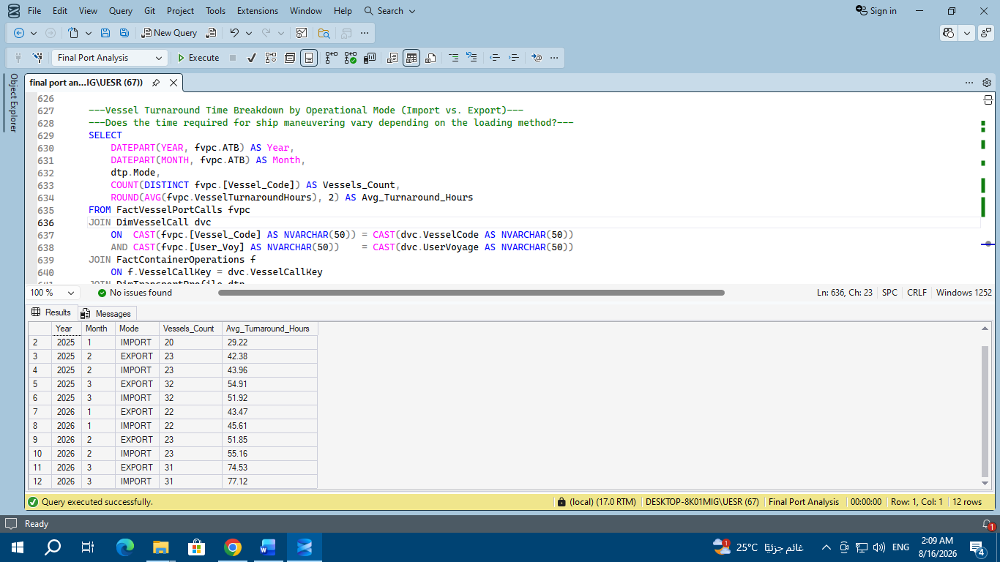 File Edit View Query Git Project Tools Extensions Window Help Search Sign in
New Query
Final Port Analysis Execute
Object Explorer
final port an...IG\UESR (67))
626
627 ---Vessel Turnaround Time Breakdown by Operational Mode (Import vs. Export)---
628 ---Does the time required for ship maneuvering vary depending on the loading method?---
629 SELECT
630 DATEPART(YEAR, fvpc.ATB) AS Year,
631 DATEPART(MONTH, fvpc.ATB) AS Month,
632 dtp.Mode,
633 COUNT(DISTINCT fvpc.[Vessel_Code]) AS Vessels_Count,
634 ROUND(AVG(fvpc.VesselTurnaroundHours), 2) AS Avg_Turnaround_Hours
635 FROM FactVesselPortCalls fvpc
636 JOIN DimVesselCall dvc
637 ON CAST(fvpc.[Vessel_Code] AS NVARCHAR(50)) = CAST(dvc.VesselCode AS NVARCHAR(50))
638 AND CAST(fvpc.[User_Voy] AS NVARCHAR(50)) = CAST(dvc.UserVoyage AS NVARCHAR(50))
639 JOIN FactContainerOperations f
640 ON f.VesselCallKey = dvc.VesselCallKey
641 JOIN DimTransportProfile dtp
100 % No issues found Ln: 636, Ch: 23 SPC CRLF Windows 1252
Results Messages
Year Month Mode Vessels_Count Avg_Turnaround_Hours
2 2025 1 IMPORT 20 29.22
3 2025 2 EXPORT 23 42.38
4 2025 2 IMPORT 23 43.96
5 2025 3 EXPORT 32 54.91
6 2025 3 IMPORT 32 51.92
7 2026 1 EXPORT 22 43.47
8 2026 1 IMPORT 22 45.61
9 2026 2 EXPORT 23 51.85
10 2026 2 IMPORT 23 55.16
11 2026 3 EXPORT 31 74.53
12 2026 3 IMPORT 31 77.12
Query executed successfully. (local) (17.0 RTM) DESKTOP-8K01MIG\UESR (67) Final Port Analysis 00:00:00 Row: 1, Col: 1 12 rows
Ready 1
1 25°C غائم جزئيًا ENG 2:09 AM
8/16/2026 4